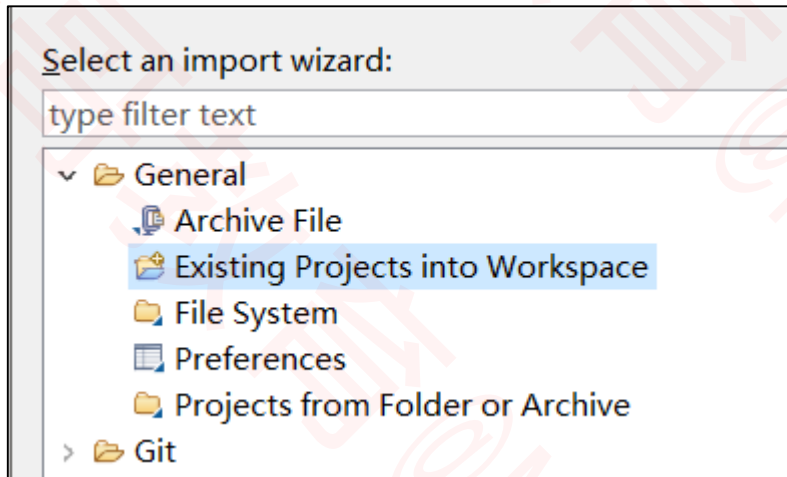 Select an import wizard:
type filter text
General
Archive File
Existing Projects into Workspace
File System
Preferences
Projects from Folder or Archive
Git